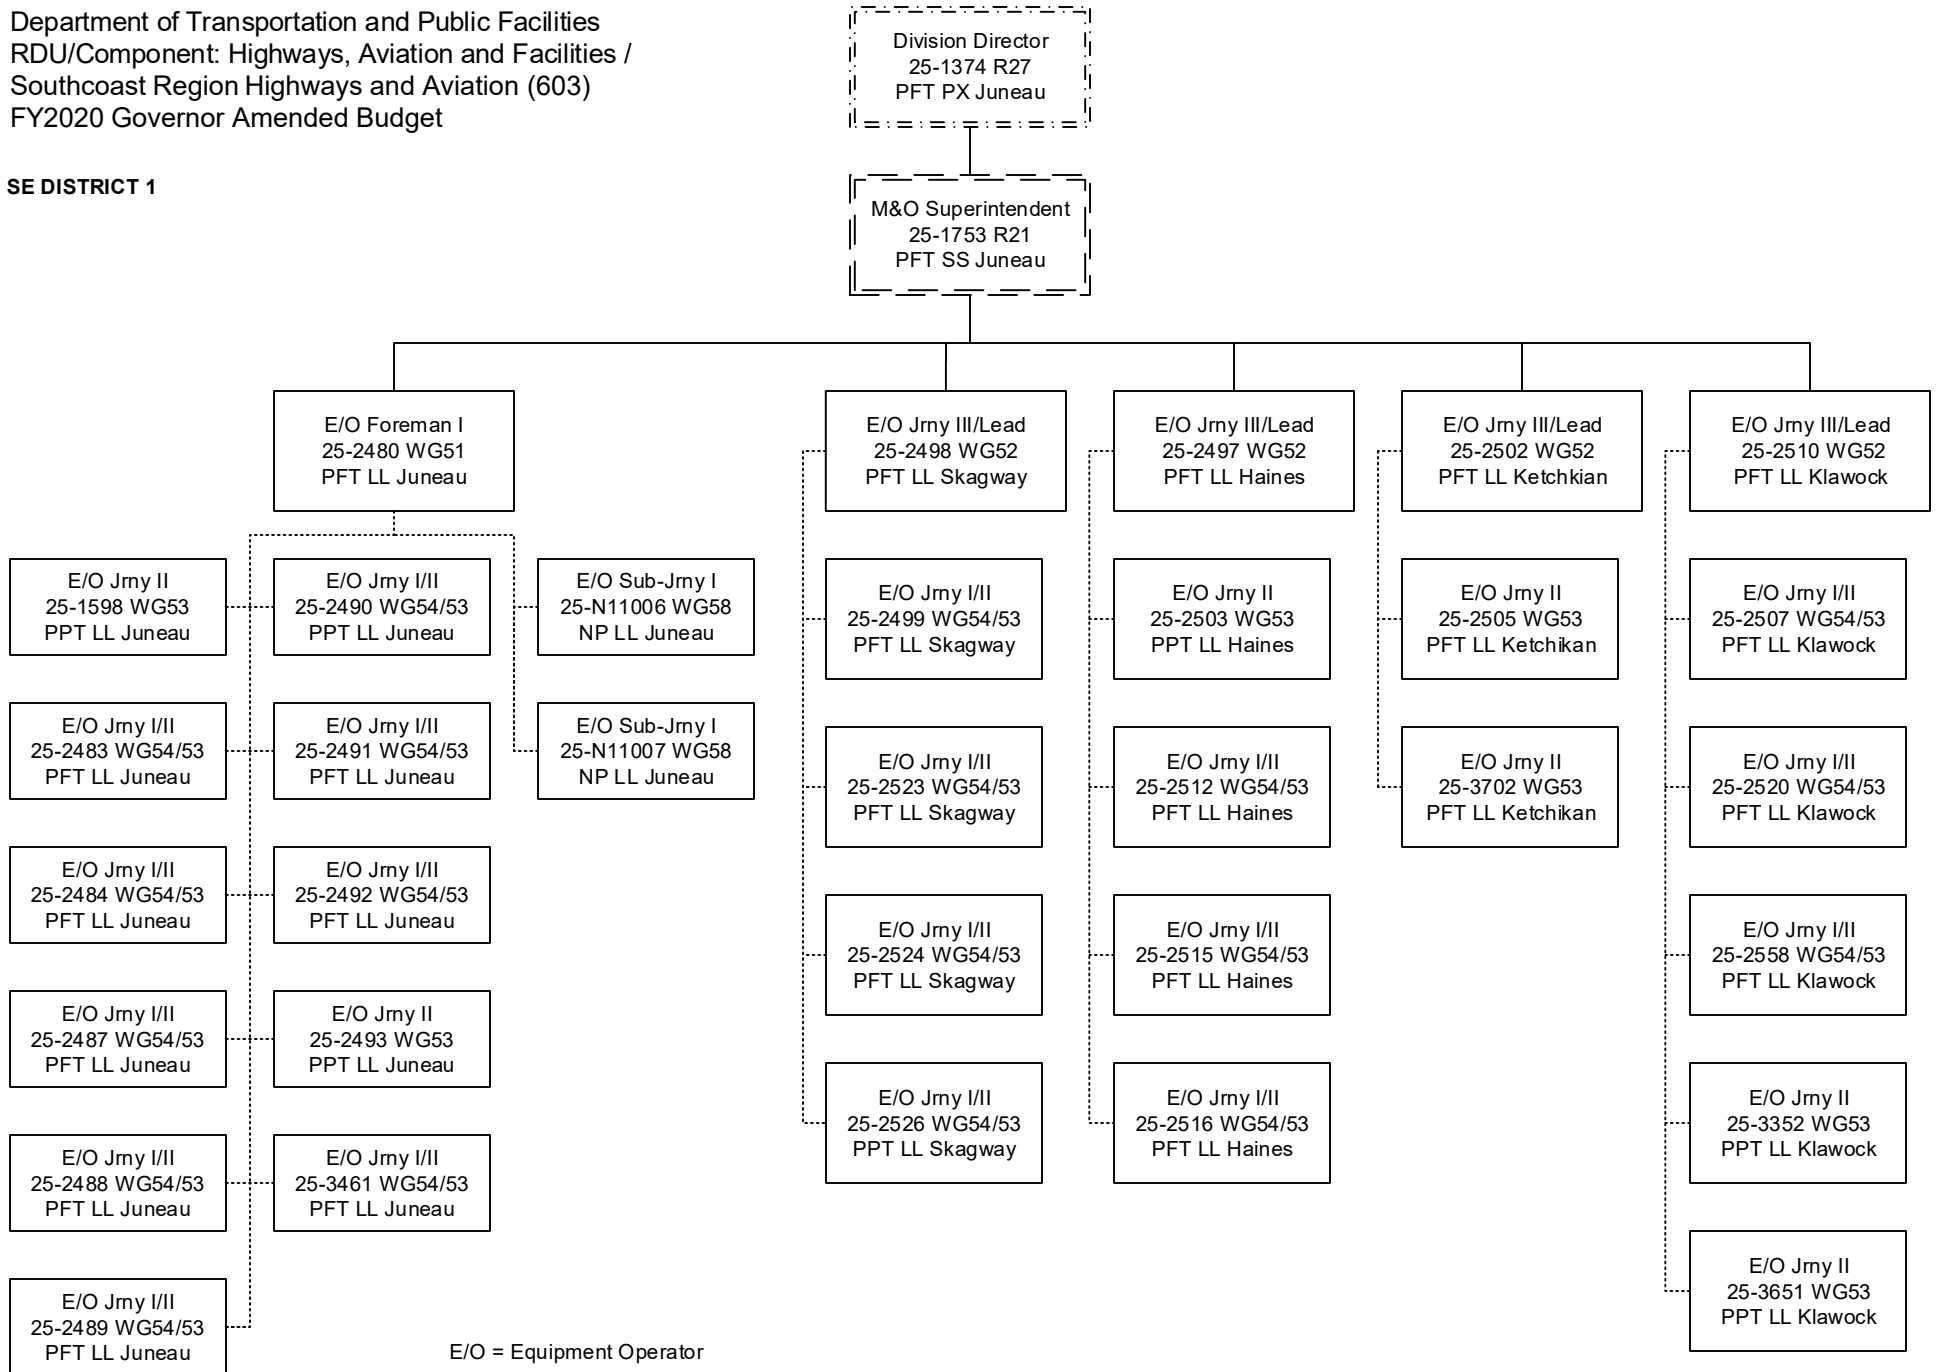 Department of Transportation and Public Facilities
RDU/Component: Highways, Aviation and Facilities /
Southcoast Region Highways and Aviation (603)
FY2020 Governor Amended Budget
SE DISTRICT 1
Division Director
25-1374 R27
PFT PX Juneau
M&O Superintendent
25-1753 R21
PFT SS Juneau
E/O Foreman I
25-2480 WG51
PFT LL Juneau
E/O Jrny II
25-1598 WG53
PPT LL Juneau
E/O Jrny I/II
25-2483 WG54/53
PFT LL Juneau
E/O Jrny I/II
25-2484 WG54/53
PFT LL Juneau
E/O Jrny I/II
25-2487 WG54/53
PFT LL Juneau
E/O Jrny I/II
25-2488 WG54/53
PFT LL Juneau
E/O Jrny I/II
25-2489 WG54/53
PFT LL Juneau
E/O Jrny I/II
25-2490 WG54/53
PPT LL Juneau
E/O Jrny I/II
25-2491 WG54/53
PFT LL Juneau
E/O Jrny I/II
25-2492 WG54/53
PFT LL Juneau
E/O Jrny II
25-2493 WG53
PPT LL Juneau
E/O Jrny I/II
25-3461 WG54/53
PFT LL Juneau
E/O Sub-Jrny I
25-N11006 WG58
NP LL Juneau
E/O Sub-Jrny I
25-N11007 WG58
NP LL Juneau
E/O Jrny III/Lead
25-2498 WG52
PFT LL Skagway
E/O Jrny I/II
25-2499 WG54/53
PFT LL Skagway
E/O Jrny I/II
25-2523 WG54/53
PFT LL Skagway
E/O Jrny I/II
25-2524 WG54/53
PFT LL Skagway
E/O Jrny I/II
25-2526 WG54/53
PPT LL Skagway
E/O Jrny III/Lead
25-2497 WG52
PFT LL Haines
E/O Jrny II
25-2503 WG53
PPT LL Haines
E/O Jrny I/II
25-2512 WG54/53
PFT LL Haines
E/O Jrny I/II
25-2515 WG54/53
PFT LL Haines
E/O Jrny I/II
25-2516 WG54/53
PFT LL Haines
E/O Jrny III/Lead
25-2502 WG52
PFT LL Ketchkian
E/O Jrny II
25-2505 WG53
PFT LL Ketchikan
E/O Jrny II
25-3702 WG53
PFT LL Ketchikan
E/O Jrny III/Lead
25-2510 WG52
PFT LL Klawock
E/O Jrny I/II
25-2507 WG54/53
PFT LL Klawock
E/O Jrny I/II
25-2520 WG54/53
PFT LL Klawock
E/O Jrny I/II
25-2558 WG54/53
PFT LL Klawock
E/O Jrny II
25-3352 WG53
PPT LL Klawock
E/O Jrny II
25-3651 WG53
PPT LL Klawock
E/O = Equipment Operator